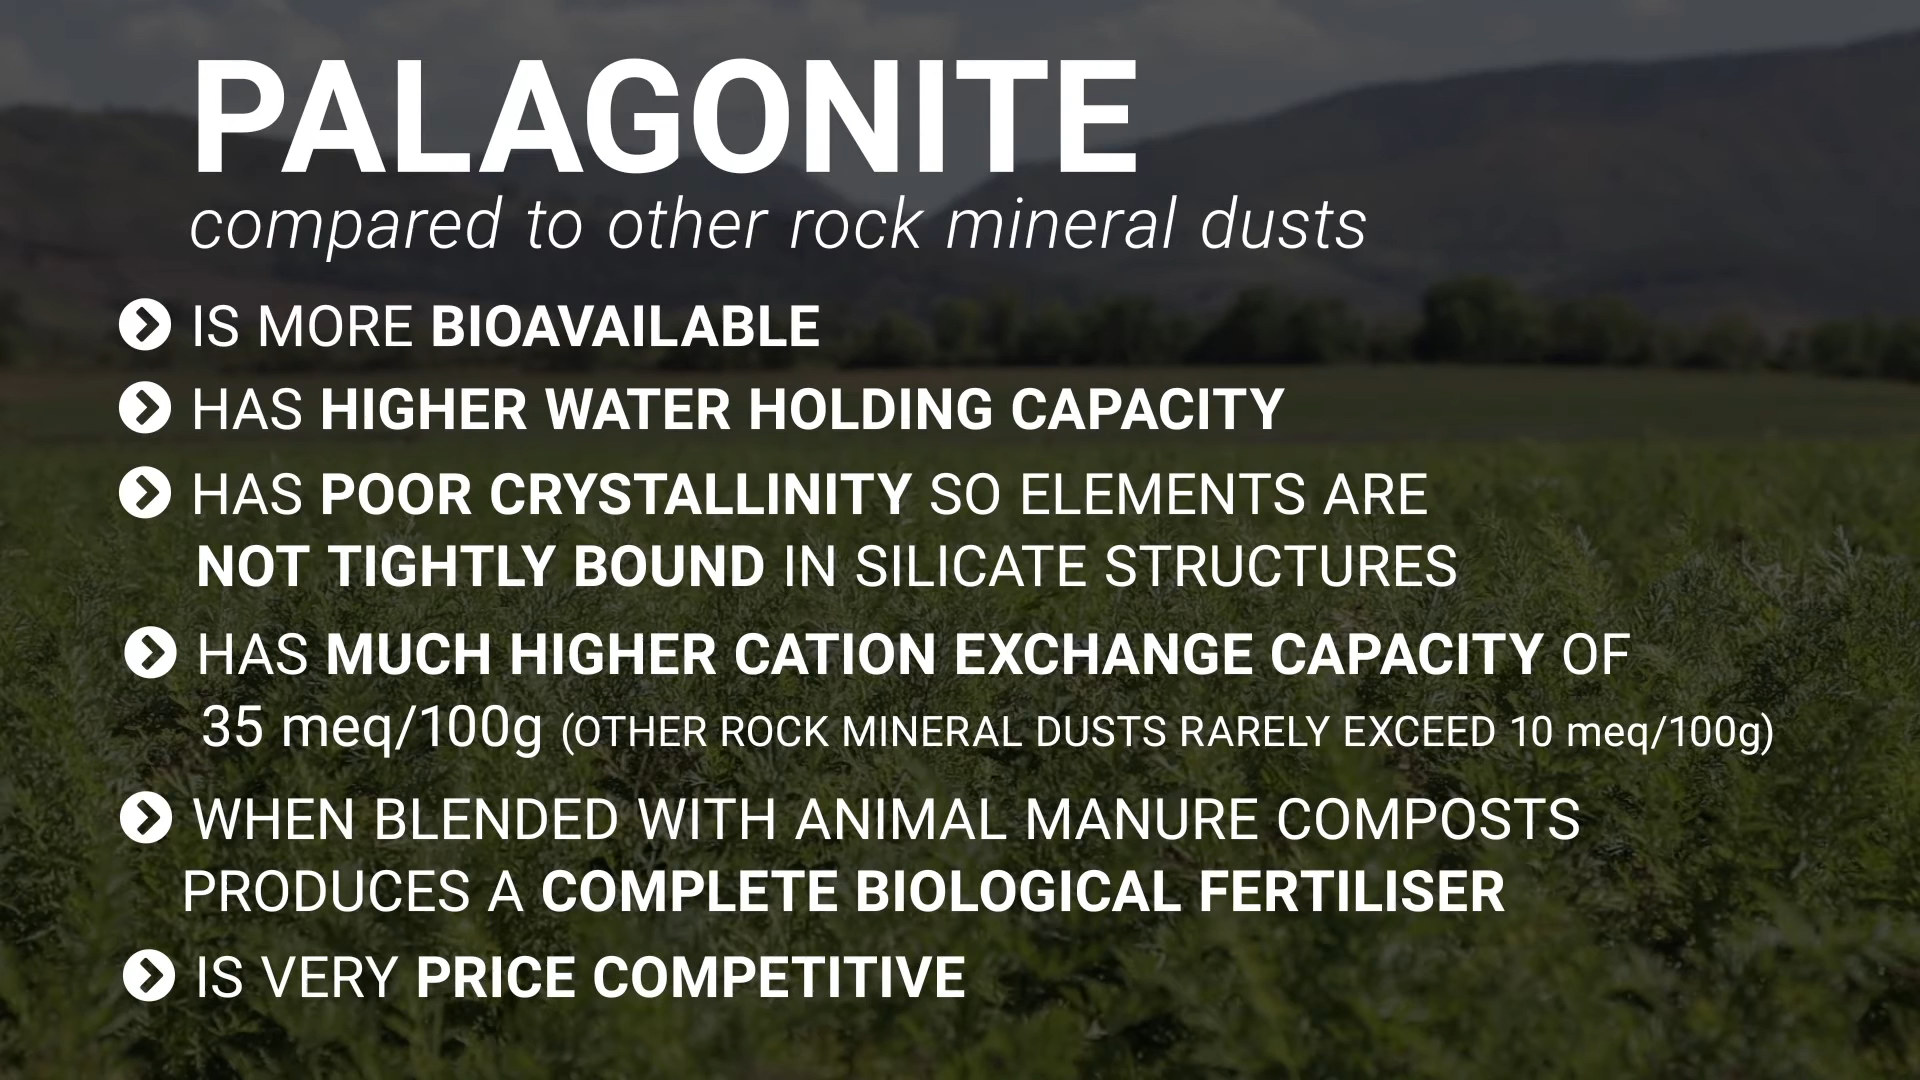 PALAGONITE
compared to other rock mineral dusts
IS MORE BIOAVAILABLE
HAS HIGHER WATER HOLDING CAPACITY
HAS POOR CRYSTALLINITY SO ELEMENTS ARE
NOT TIGHTLY BOUND IN SILICATE STRUCTURES
HAS MUCH HIGHER CATION EXCHANGE CAPACITY OF
35 meq/100g (OTHER ROCK MINERAL DUSTS RARELY EXCEED 10 meq/100g)
WHEN BLENDED WITH ANIMAL MANURE COMPOSTS
PRODUCES A COMPLETE BIOLOGICAL FERTILISER
IS VERY PRICE COMPETITIVE